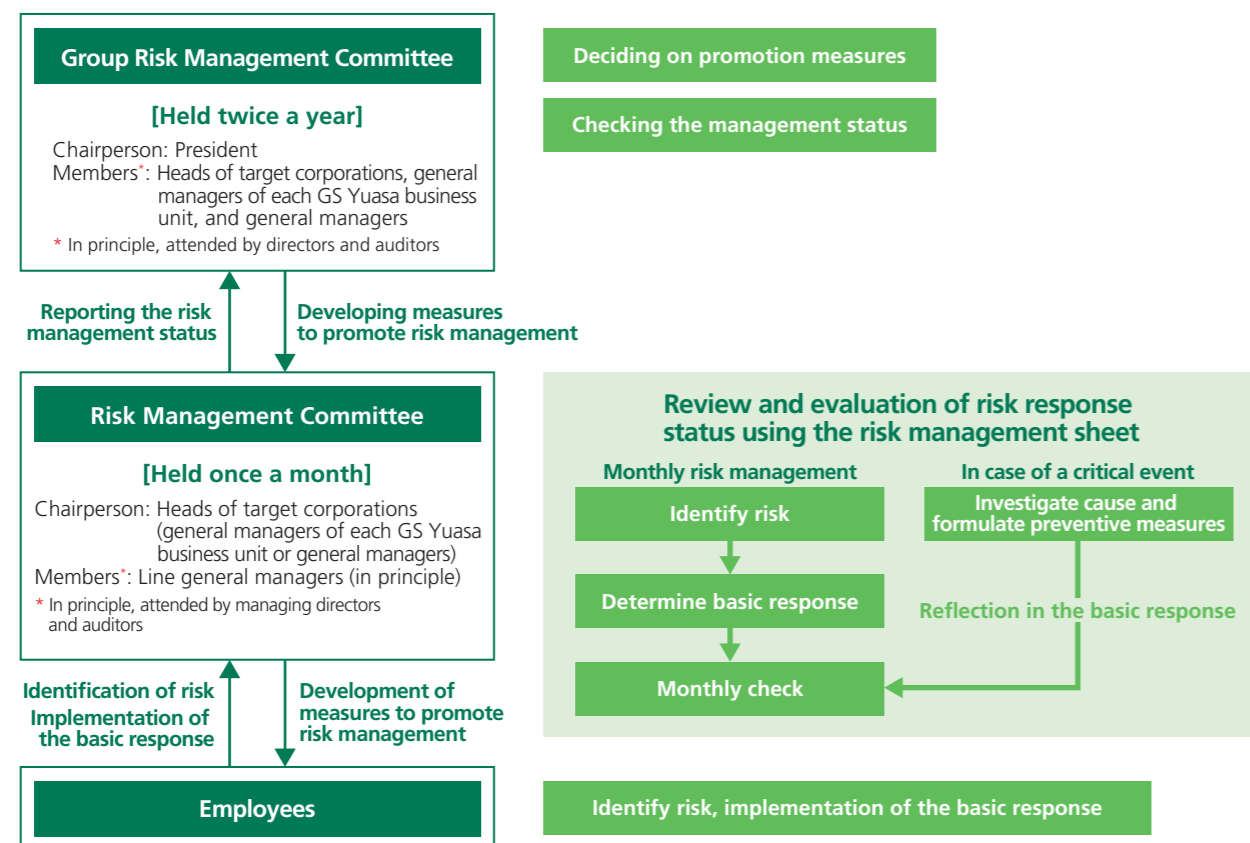 Group Risk Management Committee
[Held twice a year]
Chairperson: President
Members*: Heads of target corporations, general
managers of each GS Yuasa business
unit, and general managers
* In principle, attended by directors and auditors
Deciding on promotion measures
Checking the management status
Reporting the risk
management status
Developing measures
to promote risk management
Risk Management Committee
[Held once a month]
Chairperson: Heads of target corporations
(general managers of each GS Yuasa
business unit or general managers)
Members*: Line general managers (in principle)
* In principle, attended by managing directors
and auditors
Review and evaluation of risk response
status using the risk management sheet
Monthly risk management
Identify risk
Determine basic response
Monthly check
In case of a critical event
Investigate cause and
formulate preventive measures
Reflection in the basic response
Identification of risk
Implementation of
the basic response
Development of
measures to promote
risk management
Employees
Identify risk, implementation of the basic response